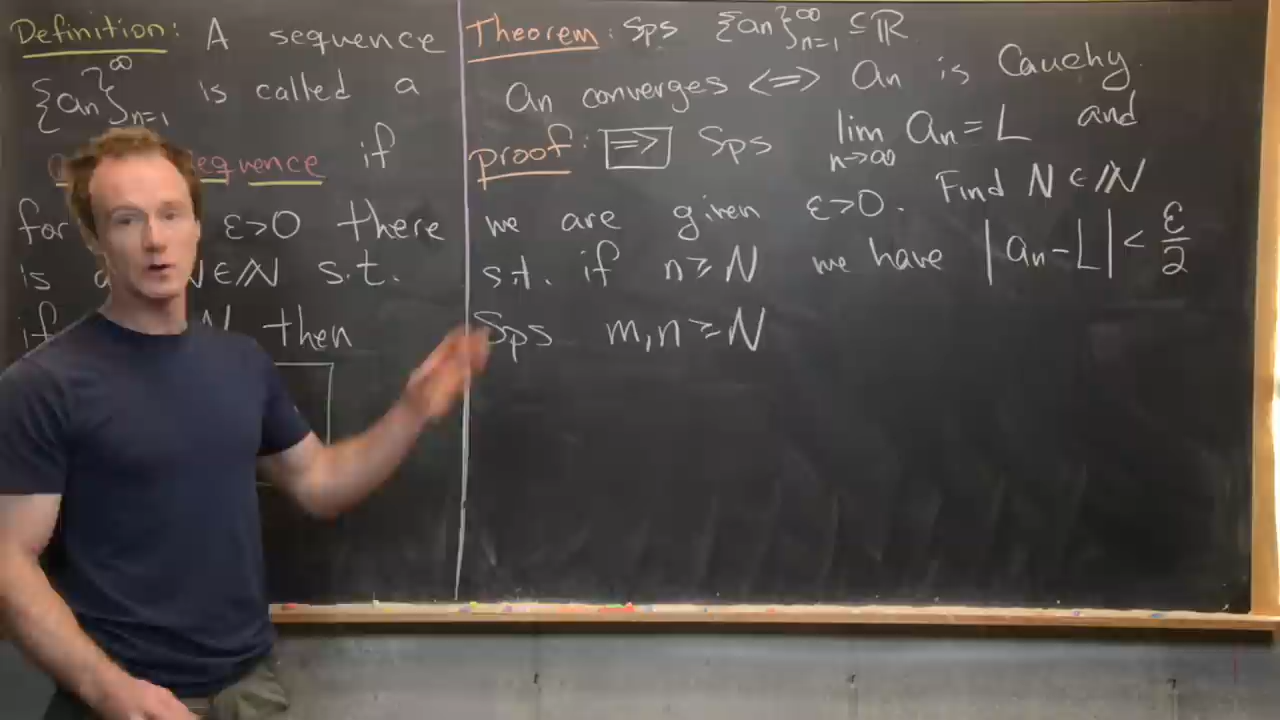 Definition: A sequence
{an}∞n=1 is called a
sequence if
for ε>0 there
is a N∈ℕ s.t.
if N then
Theorem: Sps {an}∞n=1 ⊆ ℝ
an converges <=> an is Cauchy.
proof: => Sps lim n→∞ an = L and
we are given ε>0. Find N∈ℕ
s.t. if n≥N we have |an-L| < ε/2
Sps m,n≥N